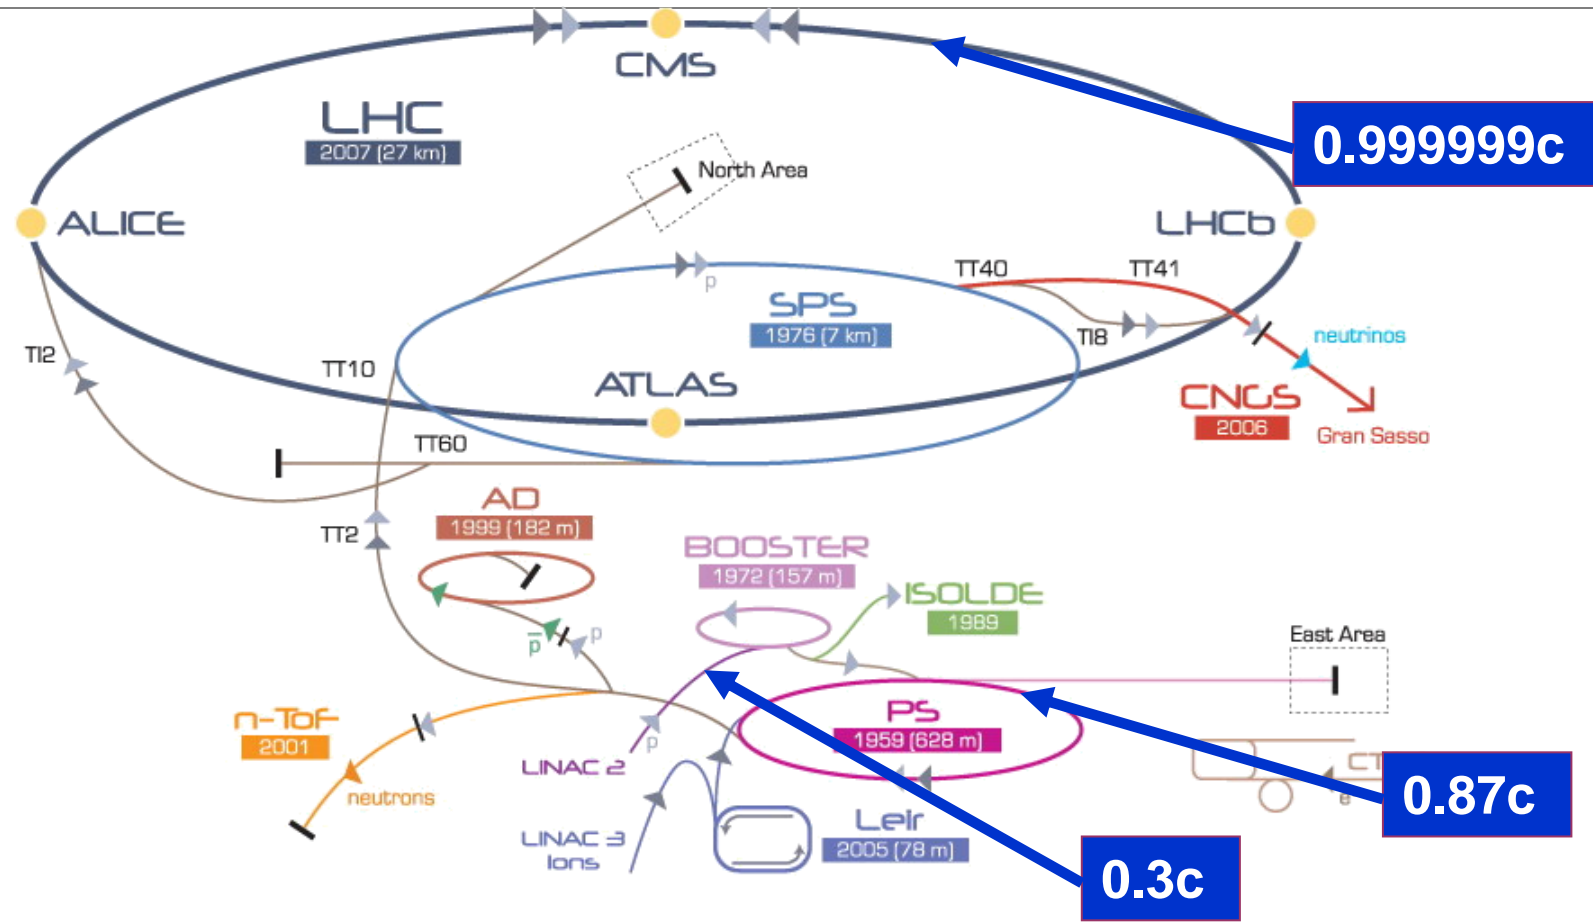 CMS
LHC
2007 (27 km)
0.999999c
North Area
ALICE
LHCb
TT40
TT41
p
SPS
1976 (7 km)
TI8
neutrinos
TI2
TT10
ATLAS
CNGS
2006
Gran Sasso
TT60
AD
1999 (182 m)
TT2
BOOSTER
1972 (157 m)
ISOLDE
1989
p̅
p
East Area
n-ToF
2001
PS
1959 (628 m)
p
LINAC 2
neutrons
CT
e
0.87c
LINAC 3
Ions
Leir
2005 (78 m)
0.3c